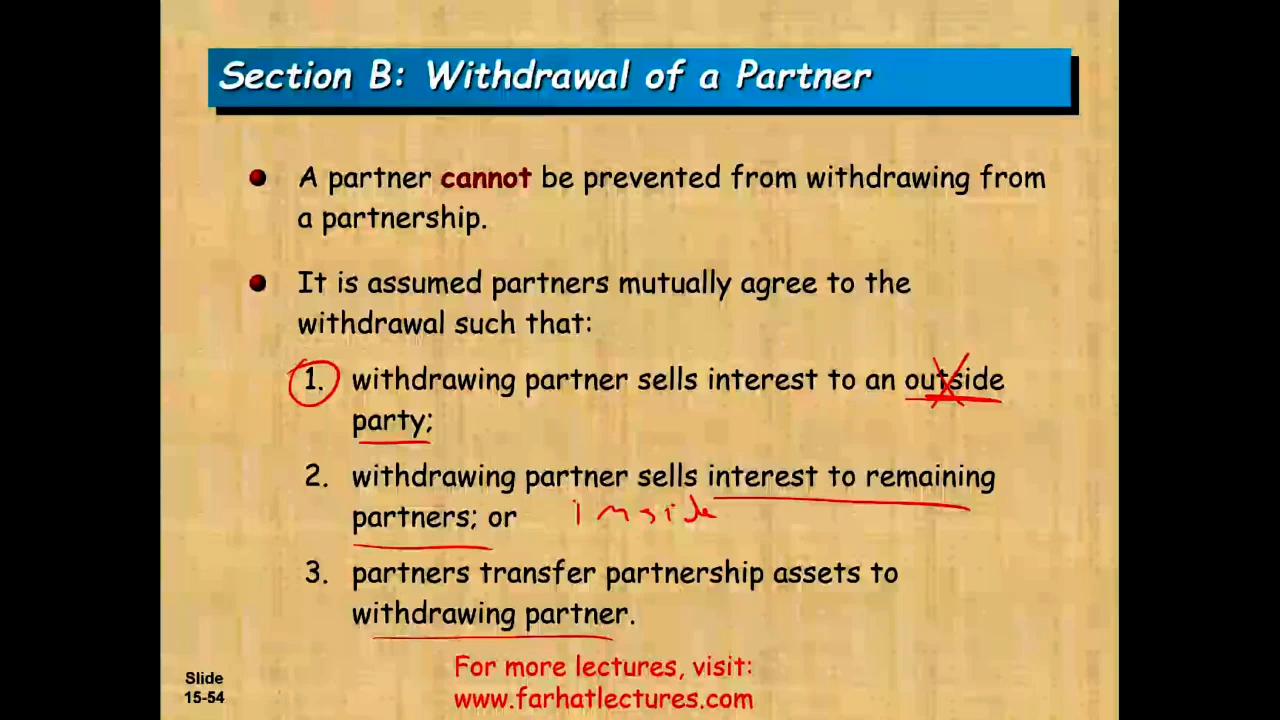 Section B: Withdrawal of a Partner
A partner cannot be prevented from withdrawing from
a partnership.
It is assumed partners mutually agree to the
withdrawal such that:
1. withdrawing partner sells interest to an outside
party;
2. withdrawing partner sells interest to remaining
partners; or inside
3. partners transfer partnership assets to
withdrawing partner.
For more lectures, visit:
www.farhatlectures.com
Slide
15-54